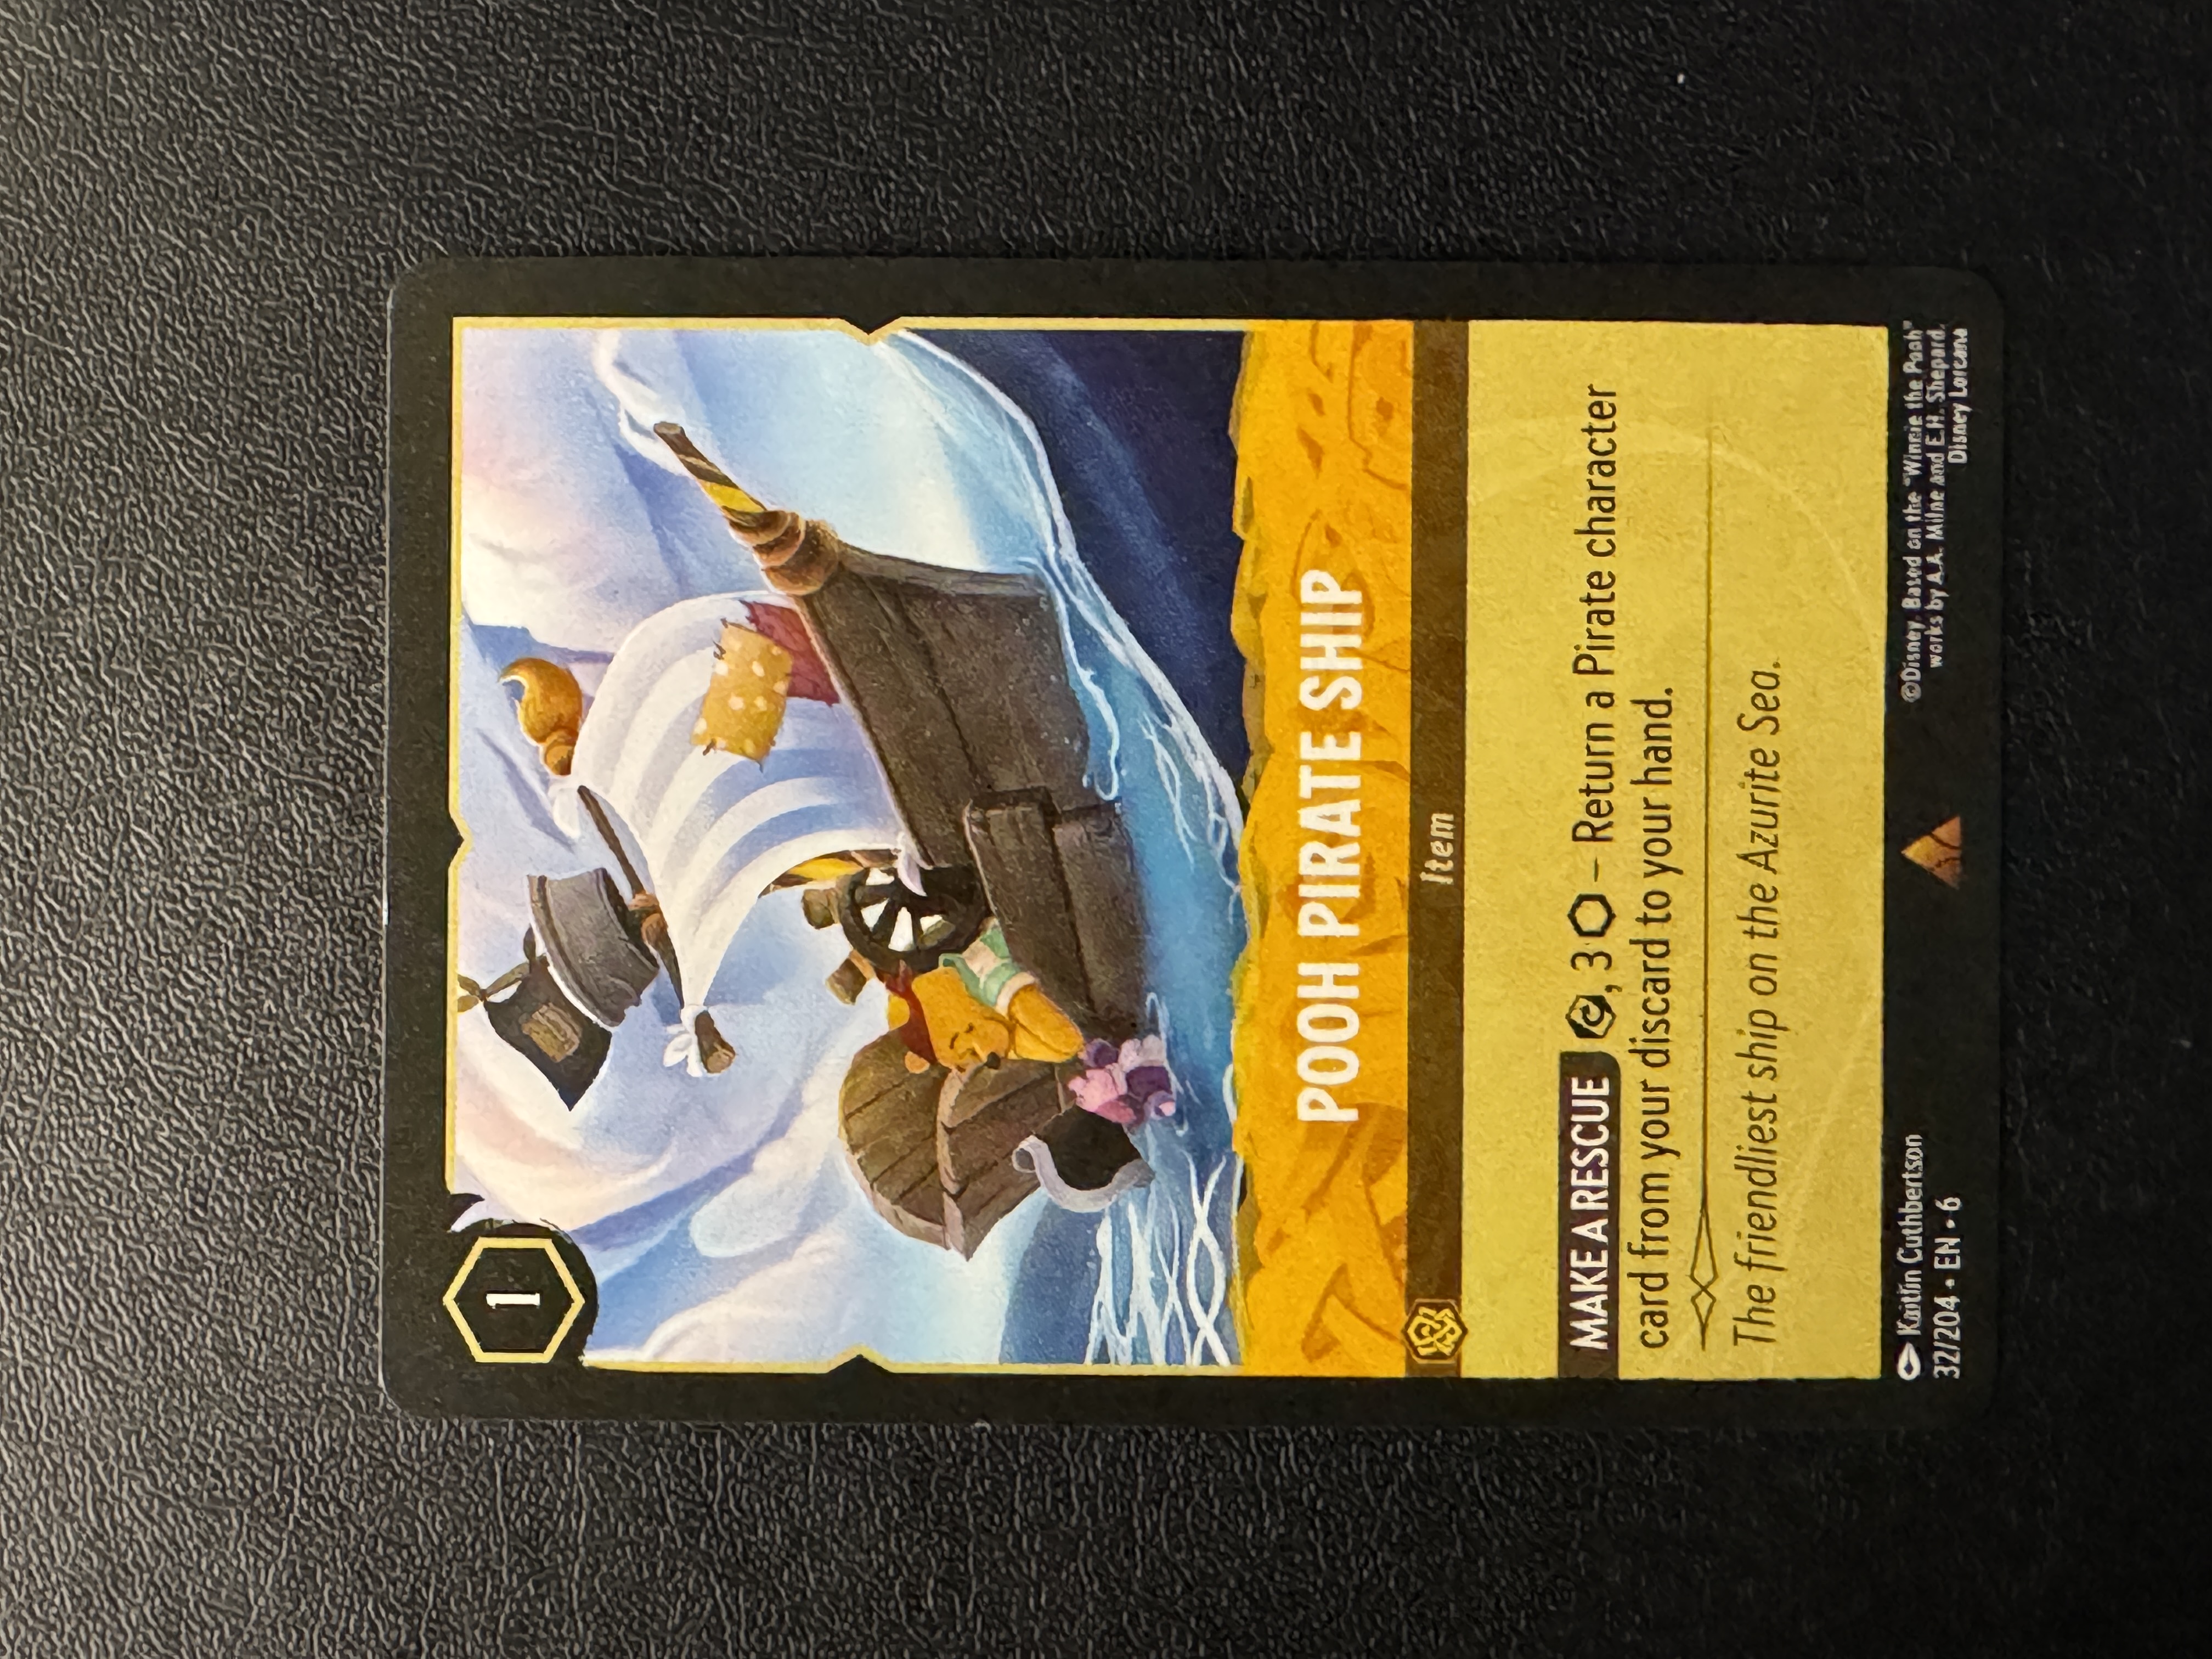 1
POOH PIRATE SHIP
Item
MAKE A RESCUE , 3 – Return a Pirate character
card from your discard to your hand.
The friendliest ship on the Azurite Sea.
Kaitlin Cuthbertson
32/204 • EN • 6
©Disney. Based on the "Winnie the Pooh"
works by A.A. Milne and E.H. Shepard.
Disney Lorcana